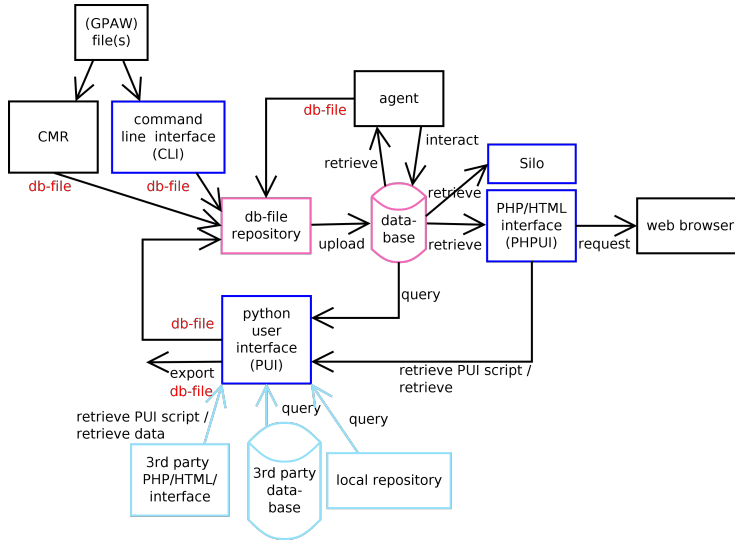 (GPAW)
file(s)
CMR
command
line interface
(CLI)
agent
db-file
interact
retrieve
Silo
db-file
db-file
retrieve
db-file
repository
upload
data-
base
retrieve
PHP/HTML
interface
(PHPUI)
request
web browser
query
db-file
python
user
interface
(PUI)
export
db-file
retrieve PUI script /
retrieve
retrieve PUI script /
retrieve data
query
query
3rd party
PHP/HTML/
interface
3rd party
data-
base
local repository